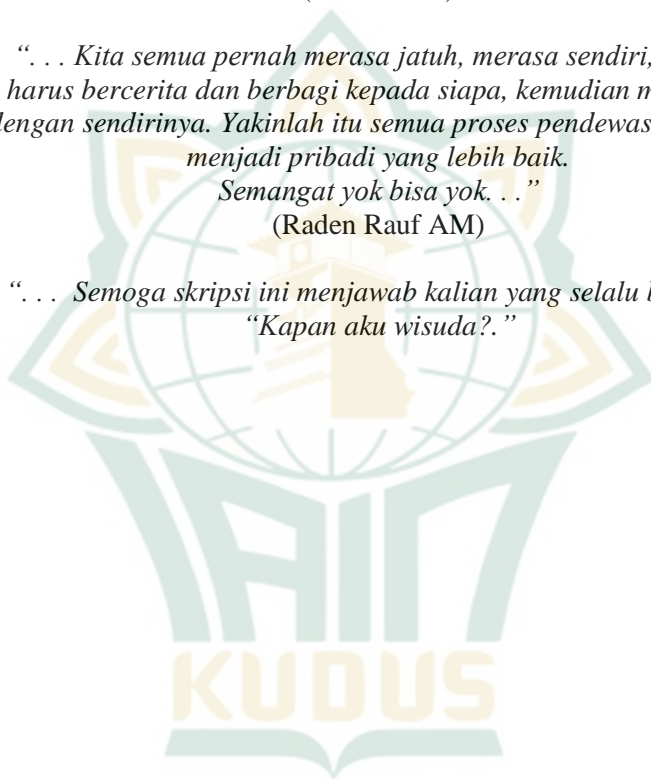 “. . . Kita semua pernah merasa jatuh, merasa sendiri,
harus bercerita dan berbagi kepada siapa, kemudian
dengan sendirinya. Yakinlah itu semua proses
menjadi pribadi yang lebih baik.
Semangat yok bisa yok. . .”
(Raden Rauf AM)
“. . . Semoga skripsi ini menjawab kalian yang selalu
“Kapan aku wisuda?.”
IAIN
KUDUS